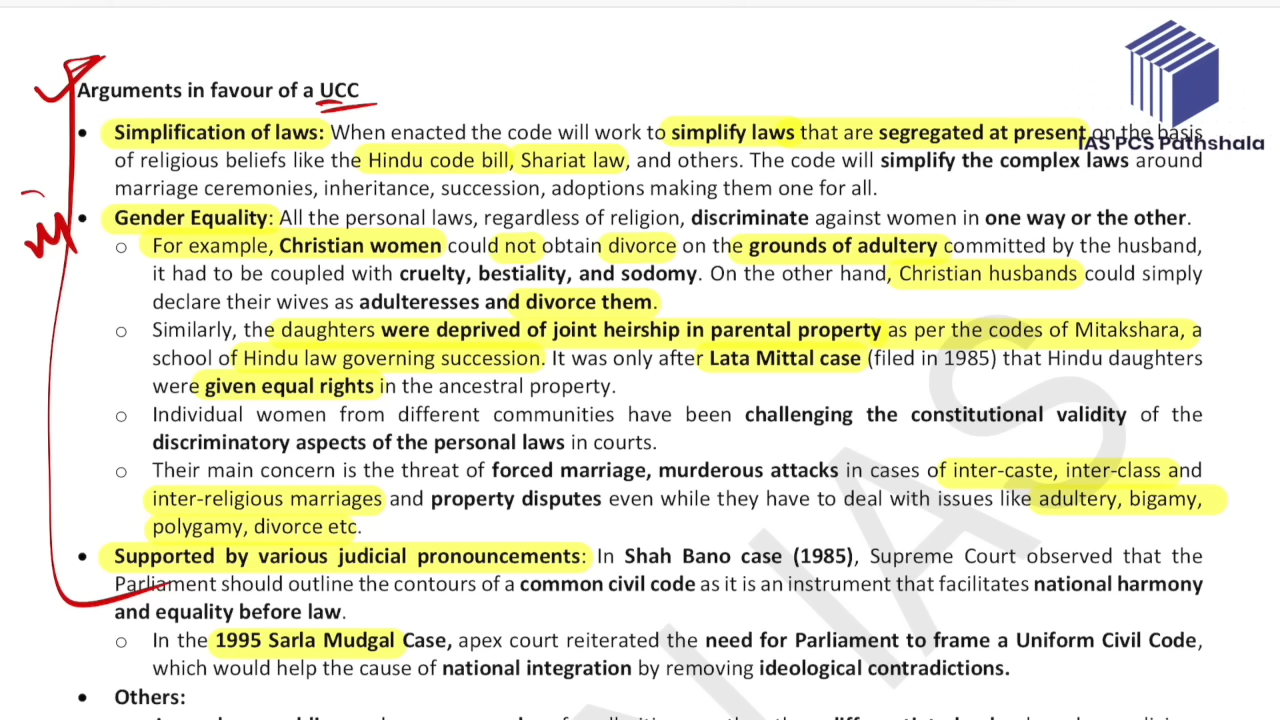 Arguments in favour of a UCC
• Simplification of laws: When enacted the code will work to simplify laws that are segregated at present on the basis
IAS PCS Pathshala
of religious beliefs like the Hindu code bill, Shariat law, and others. The code will simplify the complex laws around
marriage ceremonies, inheritance, succession, adoptions making them one for all.
• Gender Equality: All the personal laws, regardless of religion, discriminate against women in one way or the other.
o For example, Christian women could not obtain divorce on the grounds of adultery committed by the husband,
it had to be coupled with cruelty, bestiality, and sodomy. On the other hand, Christian husbands could simply
declare their wives as adulteresses and divorce them.
o Similarly, the daughters were deprived of joint heirship in parental property as per the codes of Mitakshara, a
school of Hindu law governing succession. It was only after Lata Mittal case (filed in 1985) that Hindu daughters
were given equal rights in the ancestral property.
o Individual women from different communities have been challenging the constitutional validity of the
discriminatory aspects of the personal laws in courts.
o Their main concern is the threat of forced marriage, murderous attacks in cases of inter-caste, inter-class and
inter-religious marriages and property disputes even while they have to deal with issues like adultery, bigamy,
polygamy, divorce etc.
• Supported by various judicial pronouncements: In Shah Bano case (1985), Supreme Court observed that the
Parliament should outline the contours of a common civil code as it is an instrument that facilitates national harmony
and equality before law.
o In the 1995 Sarla Mudgal Case, apex court reiterated the need for Parliament to frame a Uniform Civil Code,
which would help the cause of national integration by removing ideological contradictions.
• Others:
IAS